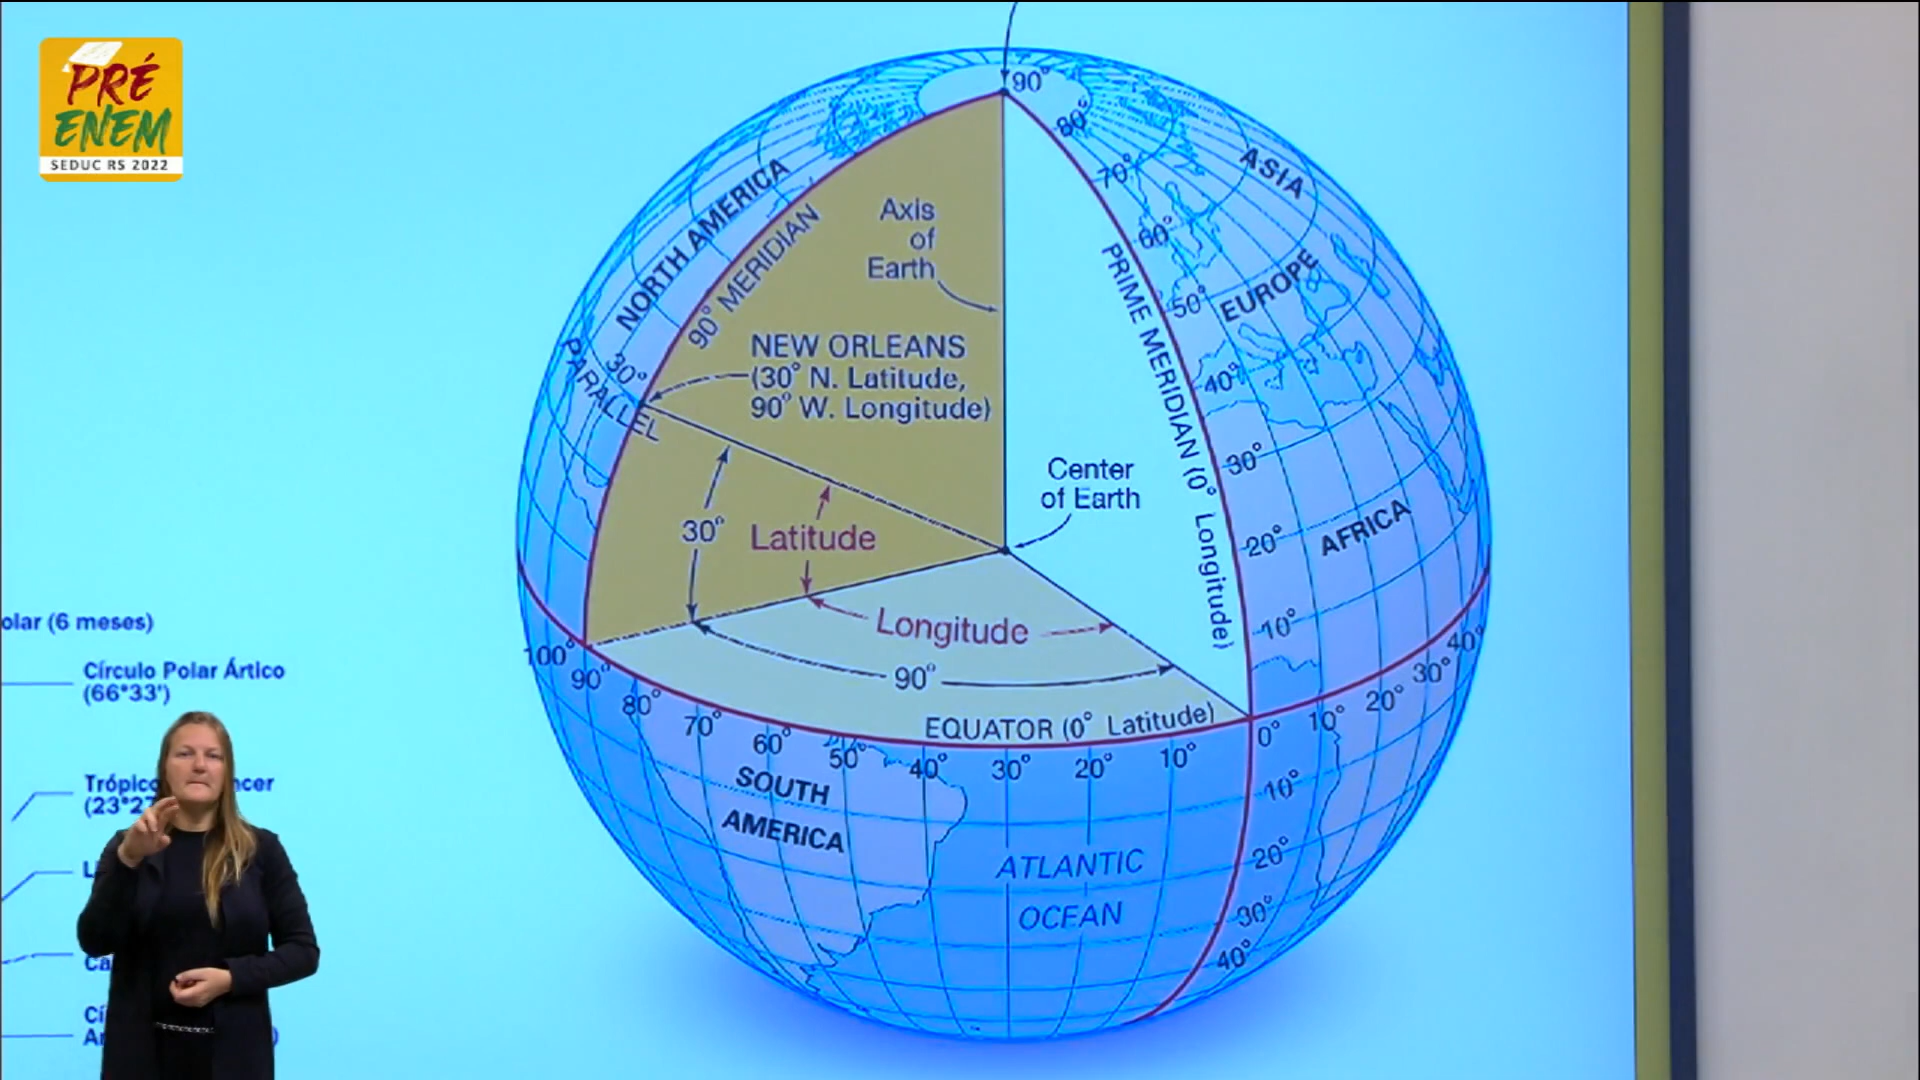 PRÉ
ENEM
SEDUC RS 2022
90°
80°
70°
60°
50°
40°
30°
20°
10°
ASIA
EUROPE
AFRICA
NORTH AMERICA
90° MERIDIAN
Axis
of
Earth
PRIME MERIDIAN (0° Longitude)
NEW ORLEANS
(30° N. Latitude,
90° W. Longitude)
30°
PARALLEL
Center
of Earth
30°
Latitude
Longitude
90°
EQUATOR (0° Latitude)
100°
90°
80°
70°
60°
50°
40°
30°
20°
10°
0°
10°
20°
30°
40°
10°
20°
30°
40°
SOUTH
AMERICA
ATLANTIC
OCEAN
olar (6 meses)
Círculo Polar Ártico
(66°33')